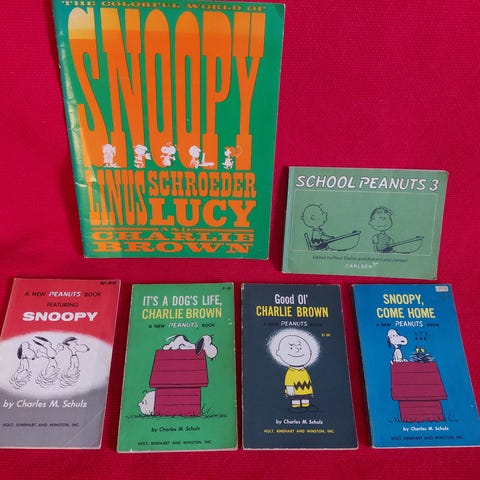 THE COLORFUL WORLD OF
SNOOPY
LINUS SCHROEDER
LUCY
AND
CHARLIE
BROWN
SCHOOL PEANUTS 3
CARLSEN
A NEW PEANUTS BOOK
FEATURING
SNOOPY
by Charles M. Schulz
HOLT, RINEHART AND WINSTON, INC.
IT'S A DOG'S LIFE,
CHARLIE BROWN
A NEW PEANUTS BOOK
by Charles M. Schulz
HOLT, RINEHART AND WINSTON, INC.
Good Ol'
CHARLIE BROWN
A NEW PEANUTS BOOK
by Charles M. Schulz
HOLT, RINEHART AND WINSTON, INC.
SNOOPY,
COME HOME
A NEW PEANUTS BOOK
by Charles M. Schulz
HOLT, RINEHART AND WINSTON, INC.